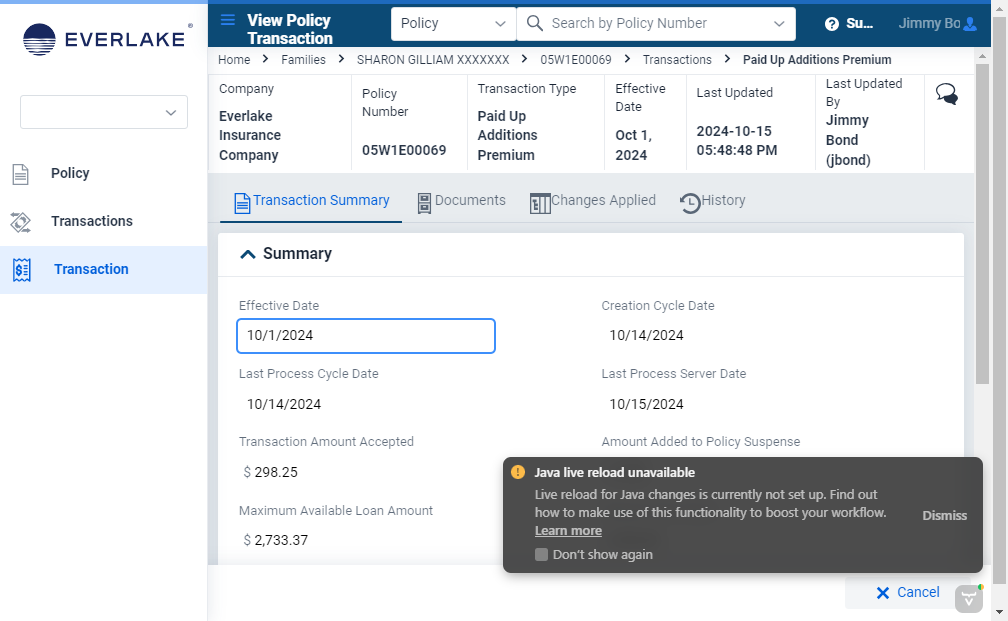 EVERLAKE®
Policy
Transactions
Transaction
View Policy
Transaction
Policy
Search by Policy Number
Su...
Jimmy Bo
Home > Families > SHARON GILLIAM XXXXXXX > 05W1E00069 > Transactions > Paid Up Additions Premium
Company
Everlake
Insurance
Company
Policy
Number
05W1E00069
Transaction Type
Paid Up
Additions
Premium
Effective
Date
Oct 1,
2024
Last Updated
2024-10-15
05:48:48 PM
Last Updated
By
Jimmy
Bond
(jbond)
Transaction Summary
Documents
Changes Applied
History
Summary
Effective Date
10/1/2024
Creation Cycle Date
10/14/2024
Last Process Cycle Date
10/14/2024
Last Process Server Date
10/15/2024
Transaction Amount Accepted
$ 298.25
Amount Added to Policy Suspense
Maximum Available Loan Amount
$ 2,733.37
Java live reload unavailable
Live reload for Java changes is currently not set up. Find out
how to make use of this functionality to boost your workflow.
Learn more
Don't show again
Dismiss
Cancel